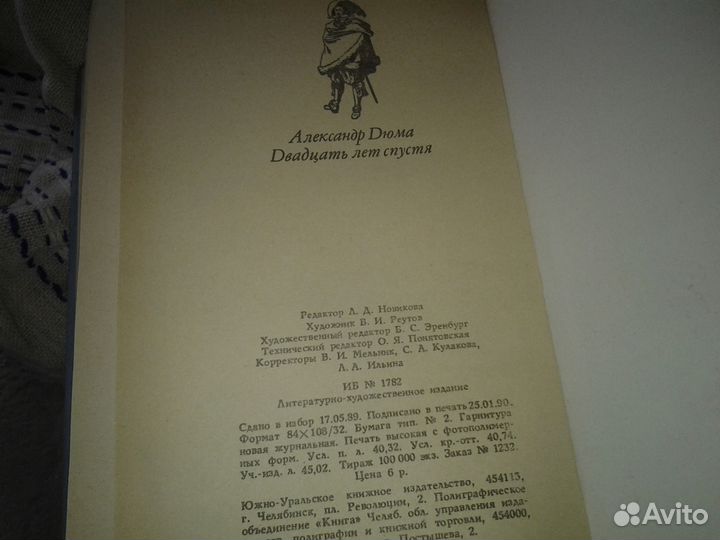 Александр Дюма
Двадцать лет спустя
Редактор Л. Д. Новикова
Художник В. И. Реутов
Художественный редактор Б. С. Эренбург
Технический редактор О. Я. Понятовская
Корректоры В. И. Мельник, С. А. Кулакова,
Л. А. Ильина
ИБ № 1782
Литературно-художественное издание
Сдано в набор 17.05.89. Подписано в печать 25.01.90.
Формат 84×108/32. Бумага тип. № 2. Гарнитура
новая журнальная. Печать высокая с фотополимер-
ных форм. Усл. п. л. 40,32. Усл. кр.-отт. 40,74.
Уч.-изд. л. 45,02. Тираж 100 000 экз. Заказ № 1232.
Цена 6 р.
Южно-Уральское книжное издательство, 454113,
г. Челябинск, пл. Революции, 2. Полиграфическое
объединение «Книга» Челяб. обл. управления изда-
полиграфии и книжной торговли, 454000,
Постышева, 2.
Avito